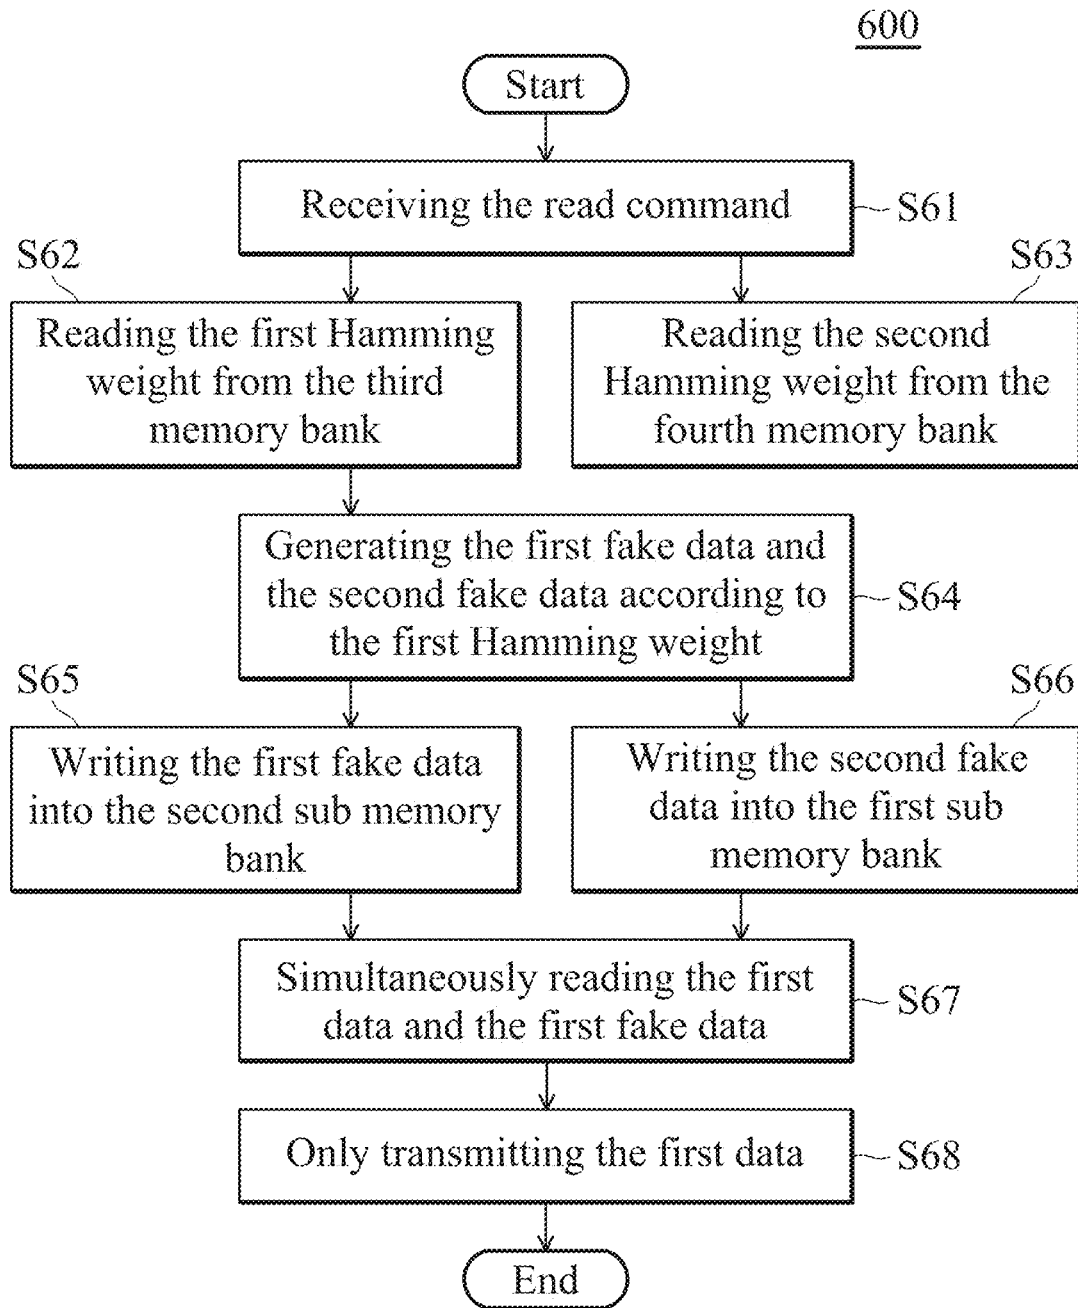 600
Start
Receiving the read command
S61
S62
S63
Reading the first Hamming
weight from the third
memory bank
Reading the second
Hamming weight from the
fourth memory bank
Generating the first fake data and
the second fake data according to
the first Hamming weight
S64
S65
S66
Writing the first fake data
into the second sub memory
bank
Writing the second fake
data into the first sub
memory bank
Simultaneously reading the first
data and the first fake data
S67
Only transmitting the first data
S68
End